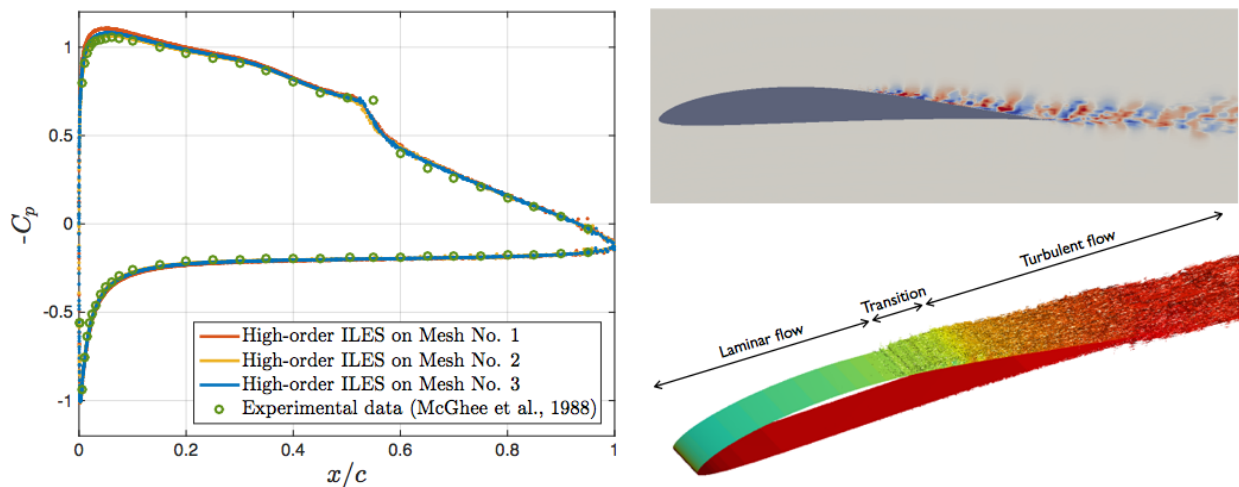 1
0.5
0
-0.5
-1
-C_p
0
0.2
0.4
0.6
0.8
1
x/c
High-order ILES on Mesh No. 1
High-order ILES on Mesh No. 2
High-order ILES on Mesh No. 3
Experimental data (McGhee et al., 1988)
Laminar flow
Transition
Turbulent flow